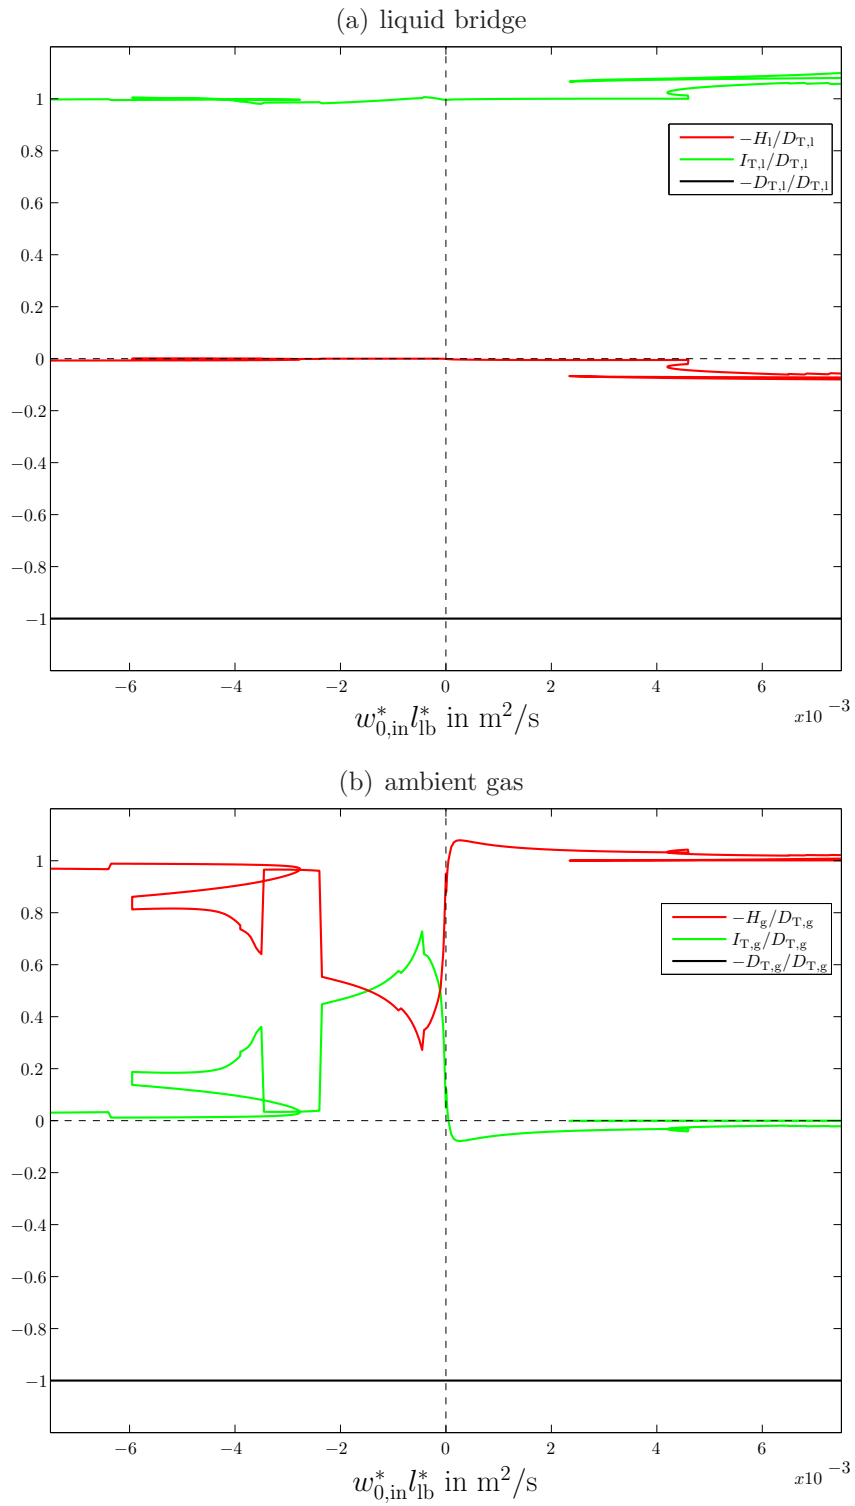 (a) liquid bridge
1
0.8
0.6
0.4
0.2
0
−0.2
−0.4
−0.6
−0.8
−1
−H_l/D_T,l
I_T,l/D_T,l
−D_T,l/D_T,l
−6 −4 −2 0 2 4 6
x10 −3
w*_0,in l*_lb in m²/s
(b) ambient gas
1
0.8
0.6
0.4
0.2
0
−0.2
−0.4
−0.6
−0.8
−1
−H_g/D_T,g
I_T,g/D_T,g
−D_T,g/D_T,g
−6 −4 −2 0 2 4 6
x10 −3
w*_0,in l*_lb in m²/s